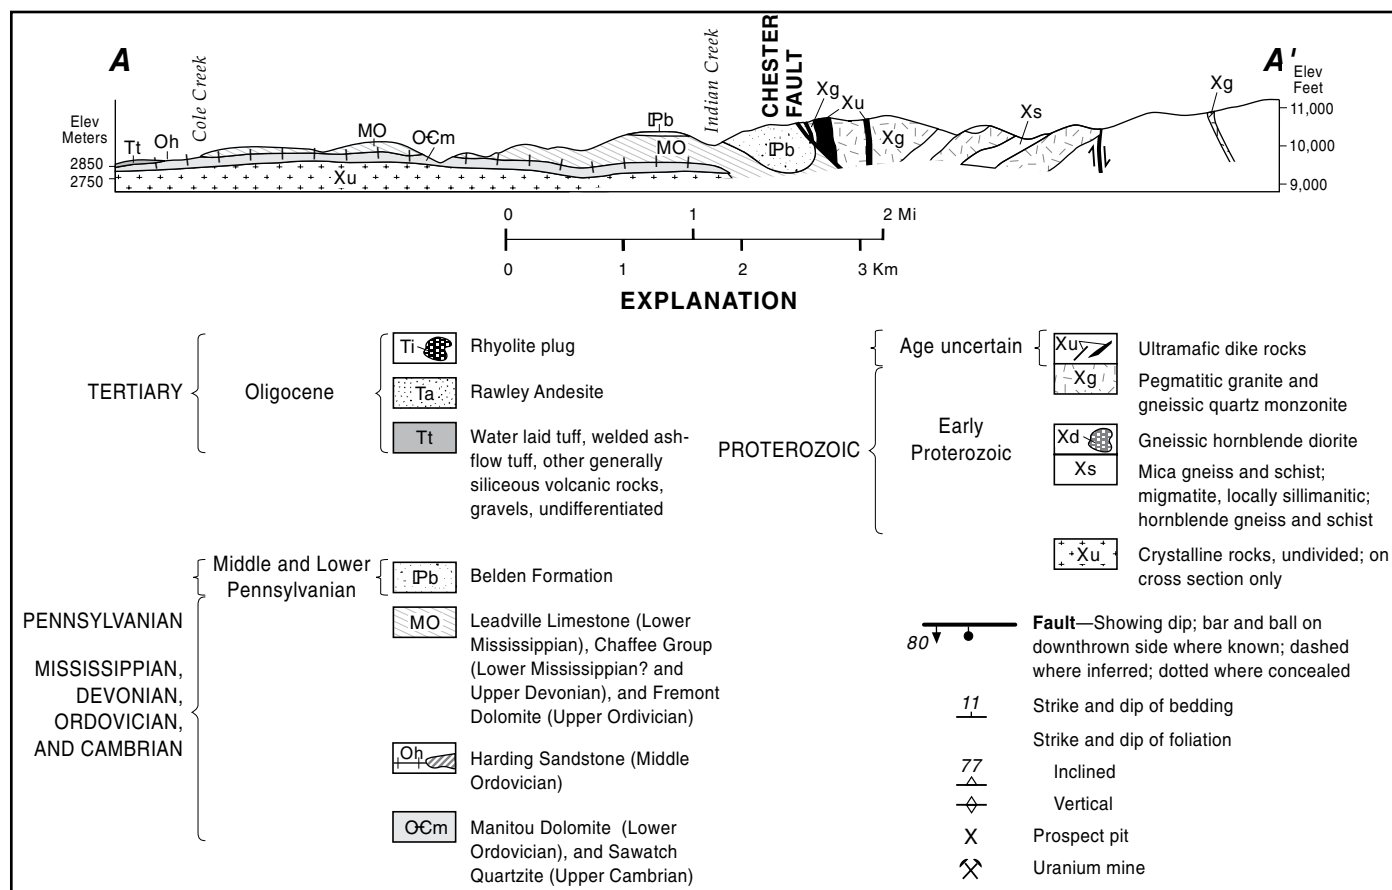 A
Cole Creek
Indian Creek
CHESTER
FAULT
A'
Elev
Feet
11,000
10,000
9,000
Elev
Meters
2850
2750
Tt
Oh
MO
O€m
Xu
ℙb
MO
ℙb
Xg
Xu
Xg
Xs
Xg
0 1 2 Mi
0 1 2 3 Km
EXPLANATION
TERTIARY
Oligocene
Ti
Rhyolite plug
Ta
Rawley Andesite
Tt
Water laid tuff, welded ash-
flow tuff, other generally
siliceous volcanic rocks,
gravels, undifferentiated
PENNSYLVANIAN
Middle and Lower
Pennsylvanian
ℙb
Belden Formation
MISSISSIPPIAN,
DEVONIAN,
ORDOVICIAN,
AND CAMBRIAN
MO
Leadville Limestone (Lower
Mississippian), Chaffee Group
(Lower Mississippian? and
Upper Devonian), and Fremont
Dolomite (Upper Ordivician)
Oh
Harding Sandstone (Middle
Ordovician)
O€m
Manitou Dolomite (Lower
Ordovician), and Sawatch
Quartzite (Upper Cambrian)
PROTEROZOIC
Age uncertain
Xu
Ultramafic dike rocks
Early
Proterozoic
Xg
Pegmatitic granite and
gneissic quartz monzonite
Xd
Gneissic hornblende diorite
Xs
Mica gneiss and schist;
migmatite, locally sillimanitic;
hornblende gneiss and schist
Xu
Crystalline rocks, undivided; on
cross section only
80
Fault—Showing dip; bar and ball on
downthrown side where known; dashed
where inferred; dotted where concealed
11
Strike and dip of bedding
Strike and dip of foliation
77
Inclined
Vertical
X
Prospect pit
Uranium mine